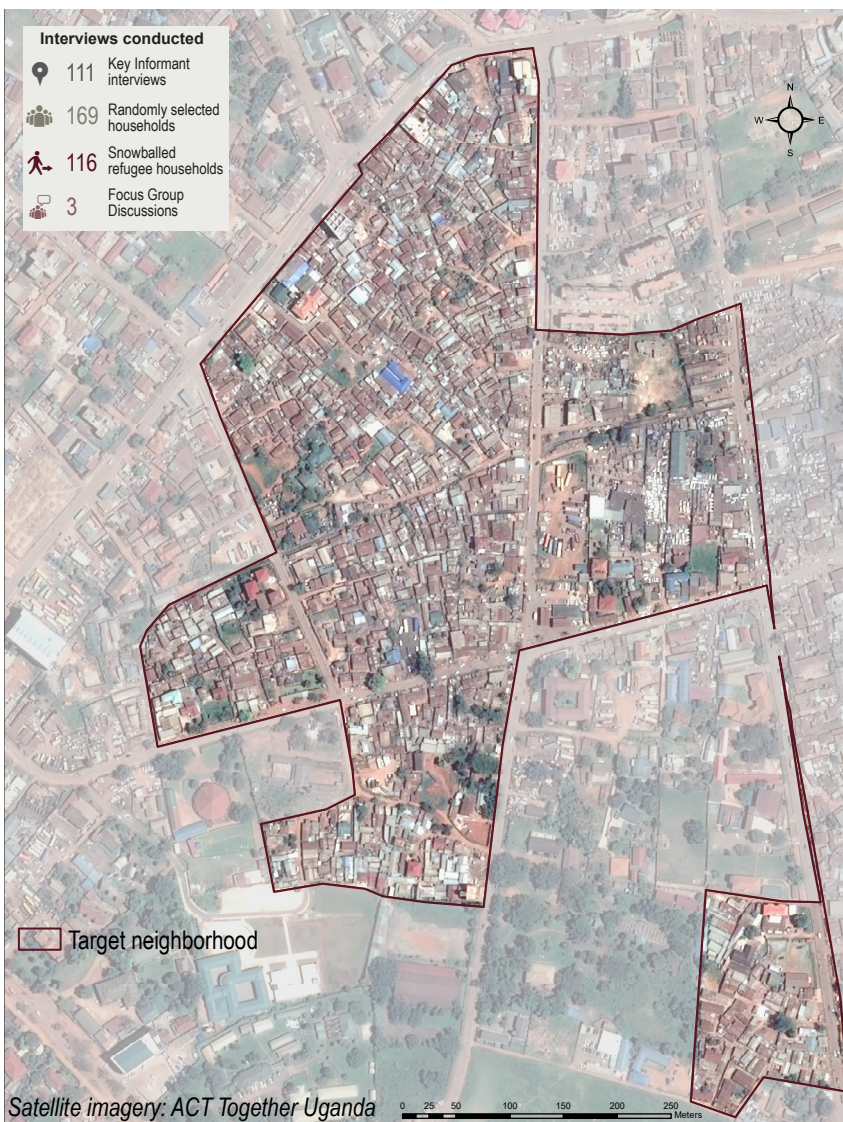 Interviews conducted
111 Key Informant
interviews
169 Randomly selected
households
116 Snowballed
refugee households
3 Focus Group
Discussions
N
W E
S
Target neighborhood
Satellite imagery: ACT Together Uganda
0 25 50 100 150 200 250
Meters